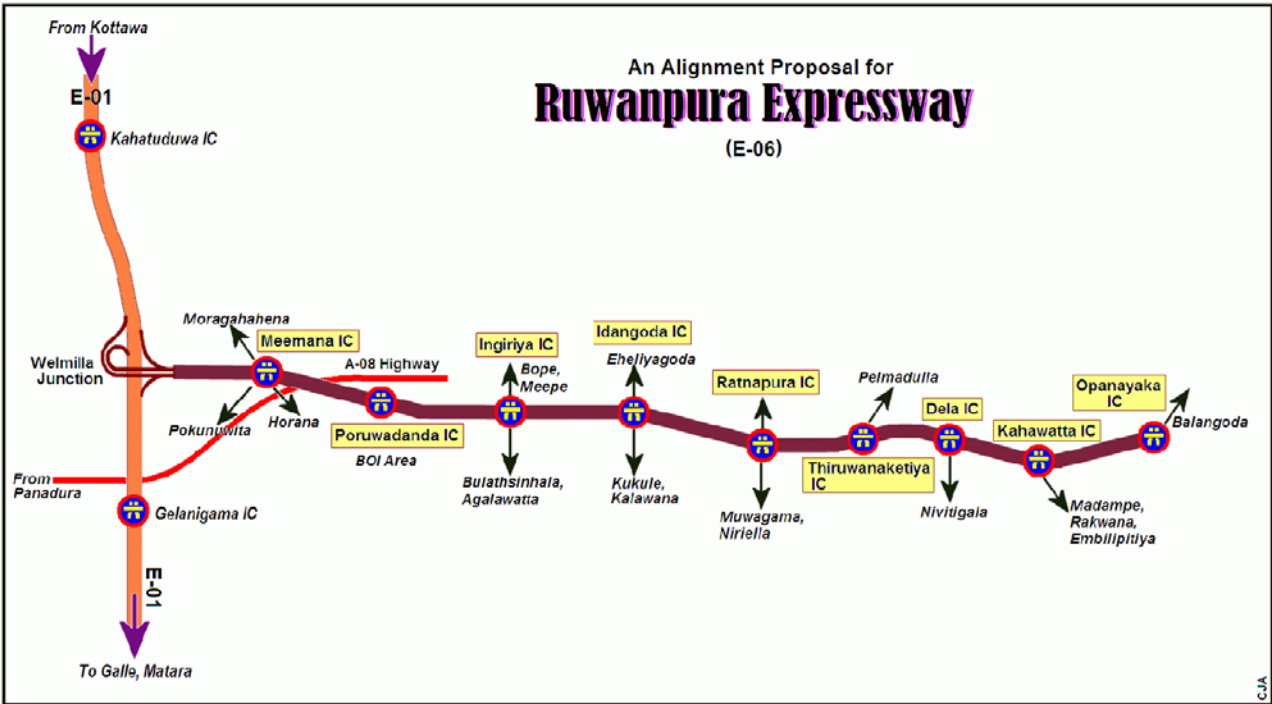 From Kottawa
E-01
Kahatuduwa IC
An Alignment Proposal for
Ruwanpura Expressway
(E-06)
Moragahahena
Meemana IC
A-08 Highway
Welmilla
Junction
Pokunuwita
Horana
Poruwadanda IC
BOI Area
Ingiriya IC
Bope,
Meepe
Bulathsinhala,
Agalawatta
Idangoda IC
Eheliyagoda
Kukule,
Kalawana
Ratnapura IC
Muwagama,
Niriella
Pelmadulla
Thiruwanaketiya
IC
Dela IC
Nivitigala
Kahawatta IC
Madampe,
Rakwana,
Embilipitiya
Opanayaka
IC
Balangoda
From
Panadura
Gelanigama IC
E-01
To Galle, Matara
CJA